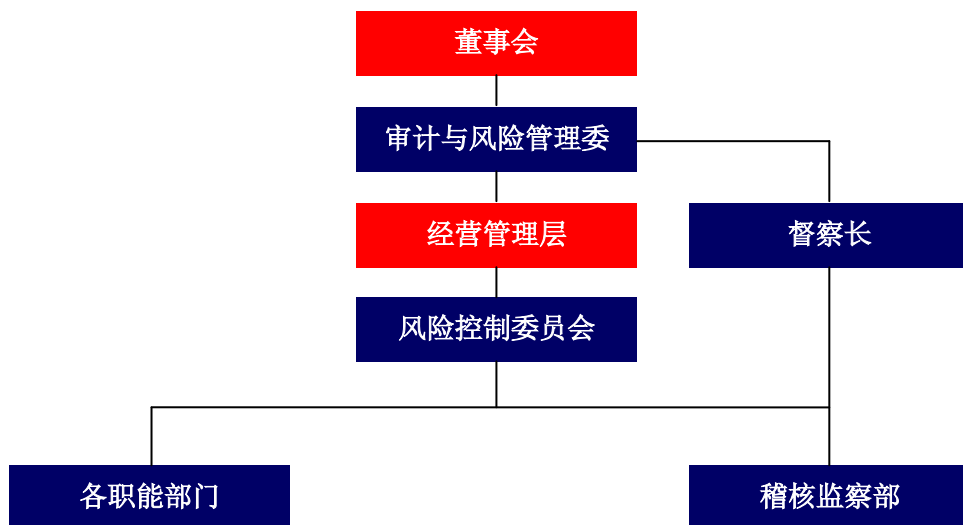 董事会
审计与风险管理委
经营管理层
督察长
风险控制委员会
各职能部门
稽核监察部